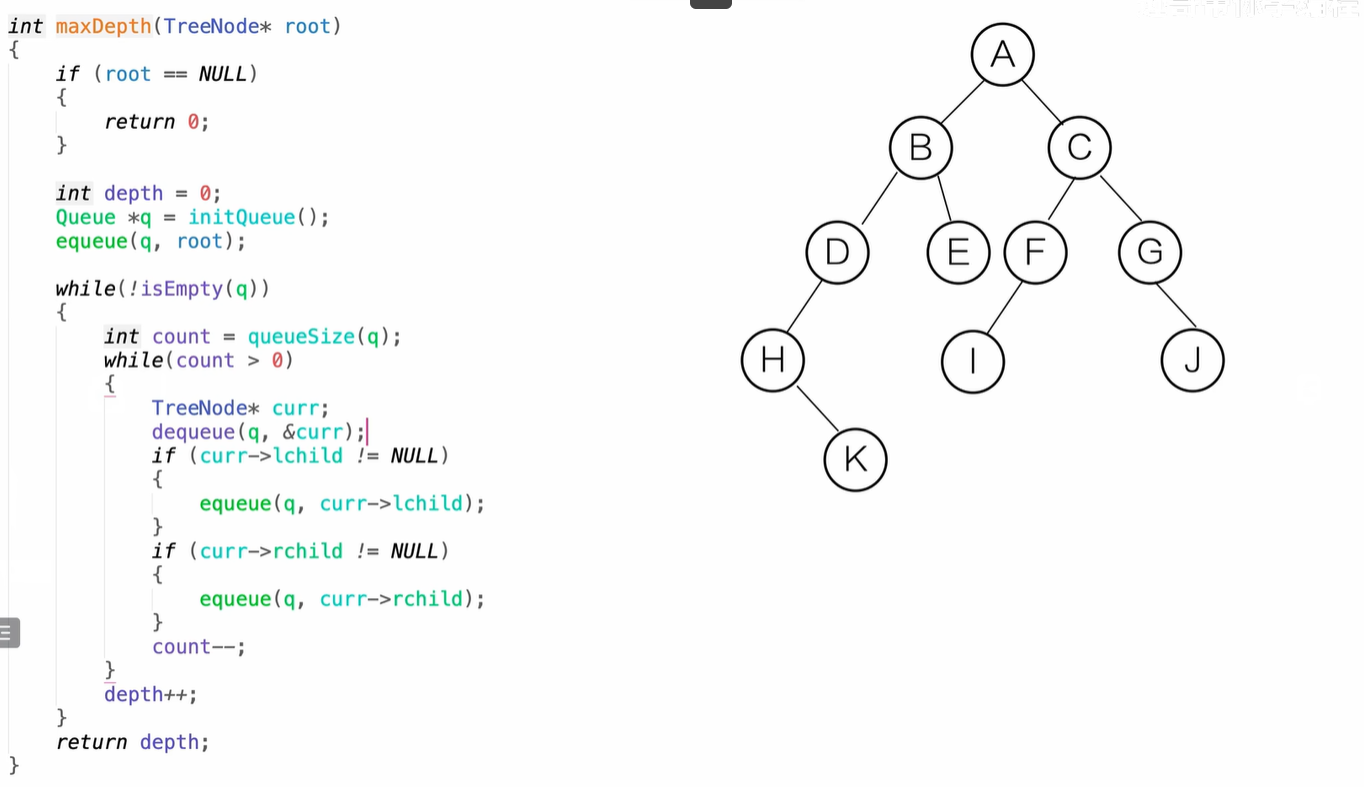 int maxDepth(TreeNode* root)
{
if (root == NULL)
{
return 0;
}
int depth = 0;
Queue *q = initQueue();
equeue(q, root);
while(!isEmpty(q))
{
int count = queueSize(q);
while(count > 0)
{
TreeNode* curr;
dequeue(q, &curr);
if (curr->lchild != NULL)
{
equeue(q, curr->lchild);
}
if (curr->rchild != NULL)
{
equeue(q, curr->rchild);
}
count--;
}
depth++;
}
return depth;
}
A
B C
D E F G
H I J
K